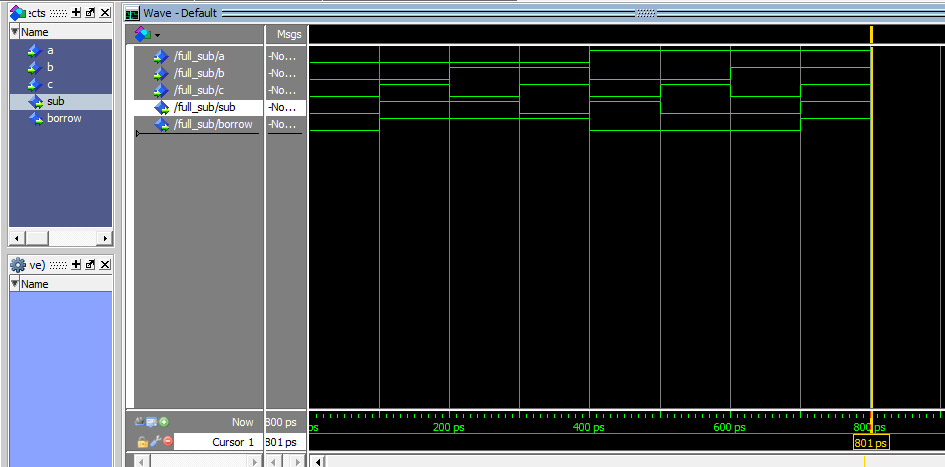 ects
Name
a
b
c
sub
borrow
ve)
Name
Wave - Default
Msgs
/full_sub/a -No...
/full_sub/b -No...
/full_sub/c -No...
/full_sub/sub -No...
/full_sub/borrow -No...
Now 800 ps
Cursor 1 801 ps
ps 200 ps 400 ps 600 ps 800 ps
801 ps